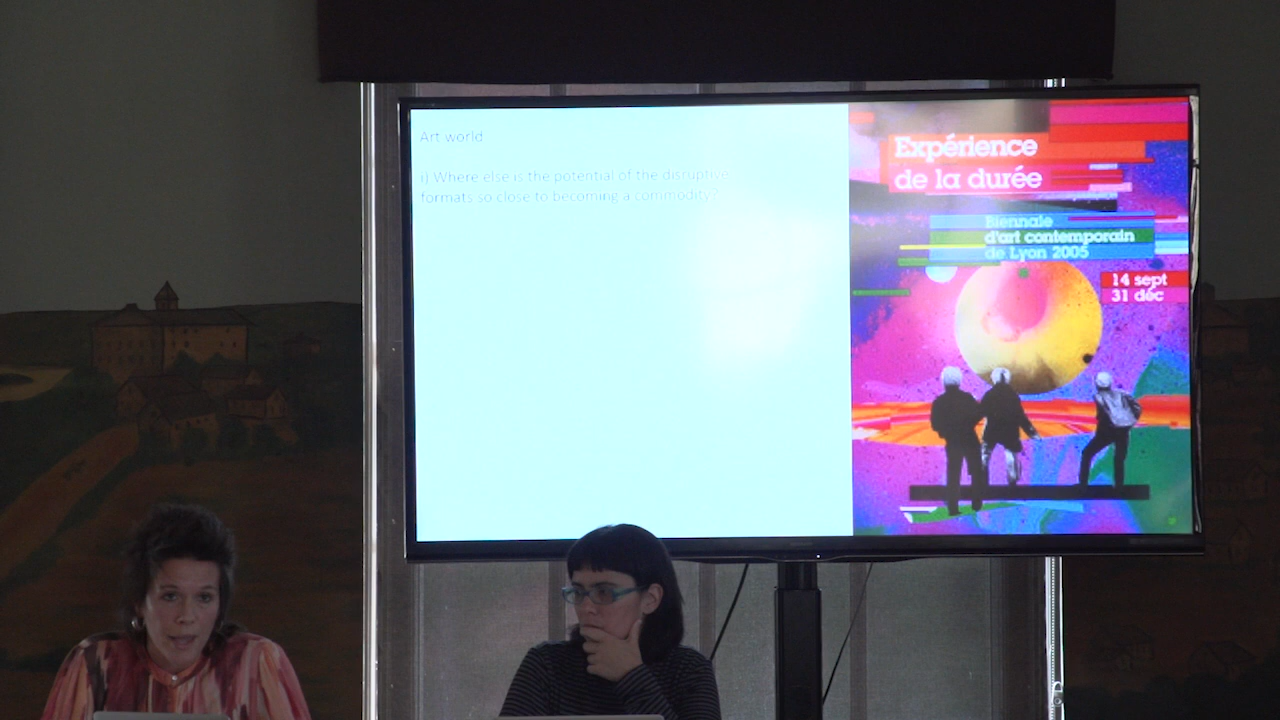 Art world
i) Where else is the potential of the disruptive
formats so close to becoming a commodity?
Expérience
de la durée
Biennale
d'art contemporain
de Lyon 2005
14 sept
31 déc